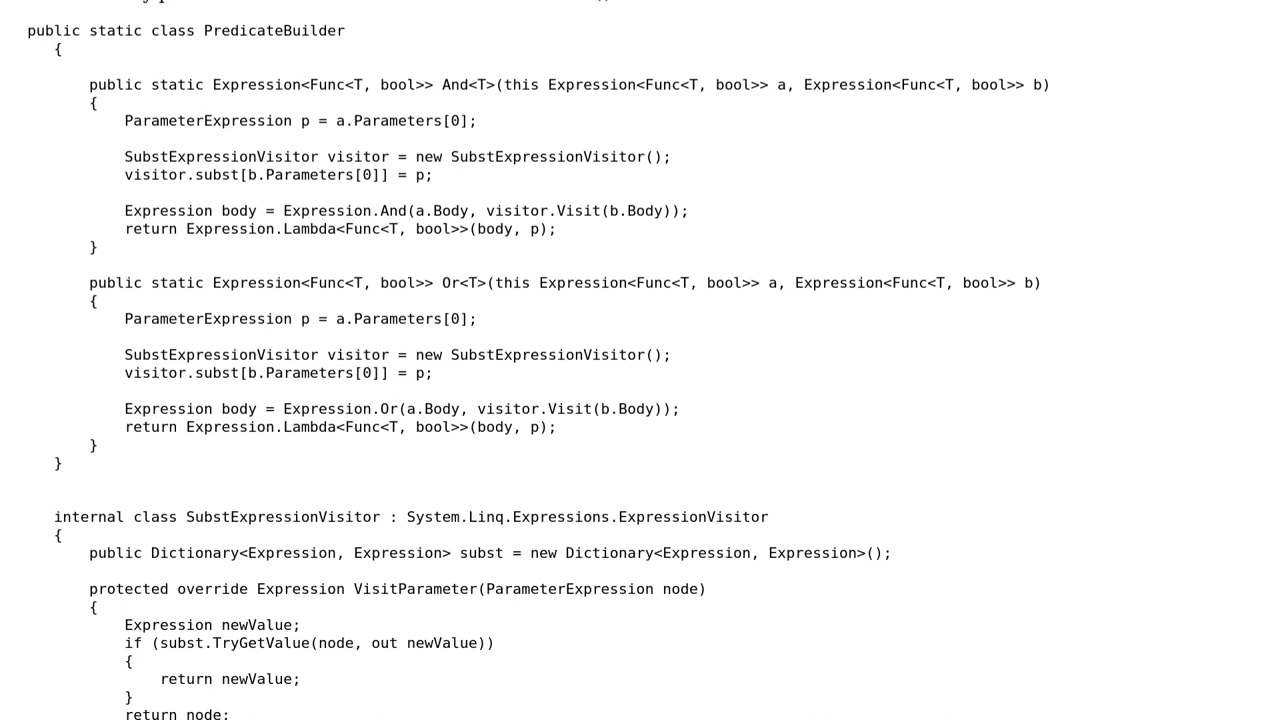 public static class PredicateBuilder
{
public static Expression<Func<T, bool>> And<T>(this Expression<Func<T, bool>> a, Expression<Func<T, bool>> b)
{
ParameterExpression p = a.Parameters[0];
SubstExpressionVisitor visitor = new SubstExpressionVisitor();
visitor.subst[b.Parameters[0]] = p;
Expression body = Expression.And(a.Body, visitor.Visit(b.Body));
return Expression.Lambda<Func<T, bool>>(body, p);
}
public static Expression<Func<T, bool>> Or<T>(this Expression<Func<T, bool>> a, Expression<Func<T, bool>> b)
{
ParameterExpression p = a.Parameters[0];
SubstExpressionVisitor visitor = new SubstExpressionVisitor();
visitor.subst[b.Parameters[0]] = p;
Expression body = Expression.Or(a.Body, visitor.Visit(b.Body));
return Expression.Lambda<Func<T, bool>>(body, p);
}
}
internal class SubstExpressionVisitor : System.Linq.Expressions.ExpressionVisitor
{
public Dictionary<Expression, Expression> subst = new Dictionary<Expression, Expression>();
protected override Expression VisitParameter(ParameterExpression node)
{
Expression newValue;
if (subst.TryGetValue(node, out newValue))
{
return newValue;
}
return node;